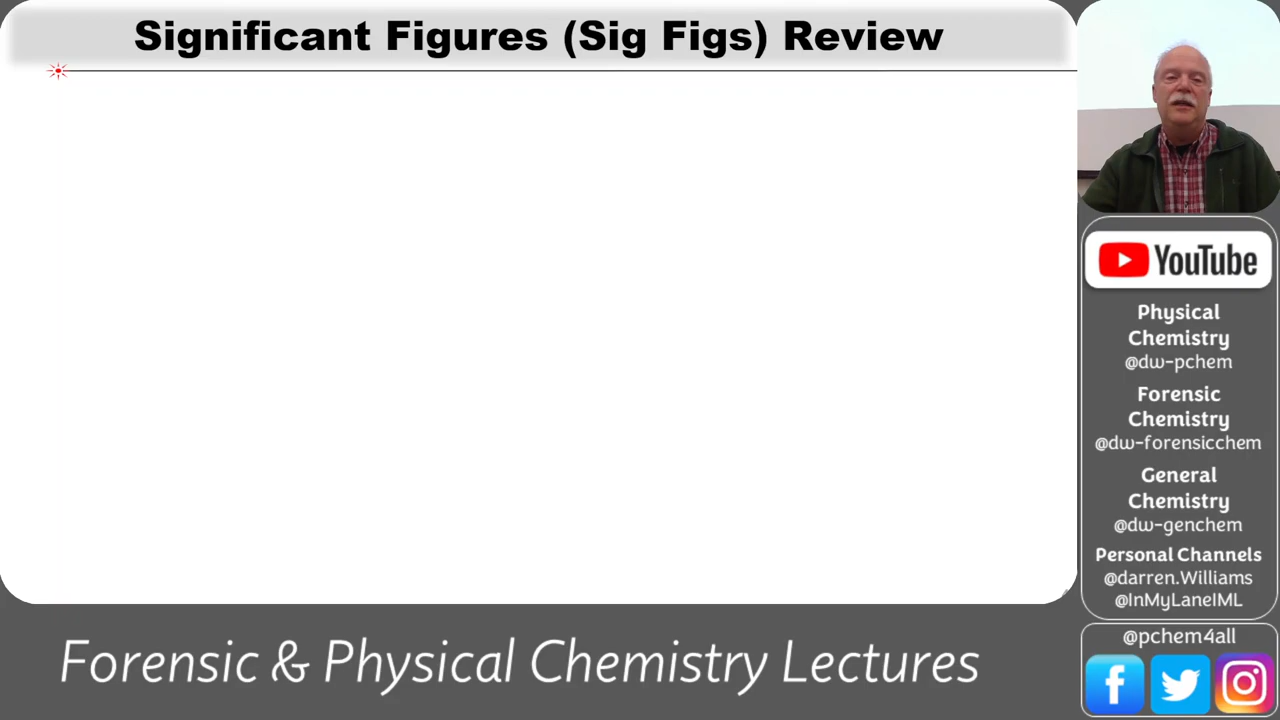 Significant Figures (Sig Figs) Review
YouTube
Physical
Chemistry
@dw-pchem
Forensic
Chemistry
@dw-forensicchem
General
Chemistry
@dw-genchem
Personal Channels
@darren.Williams
@InMyLaneIML
@pchem4all
Forensic & Physical Chemistry Lectures